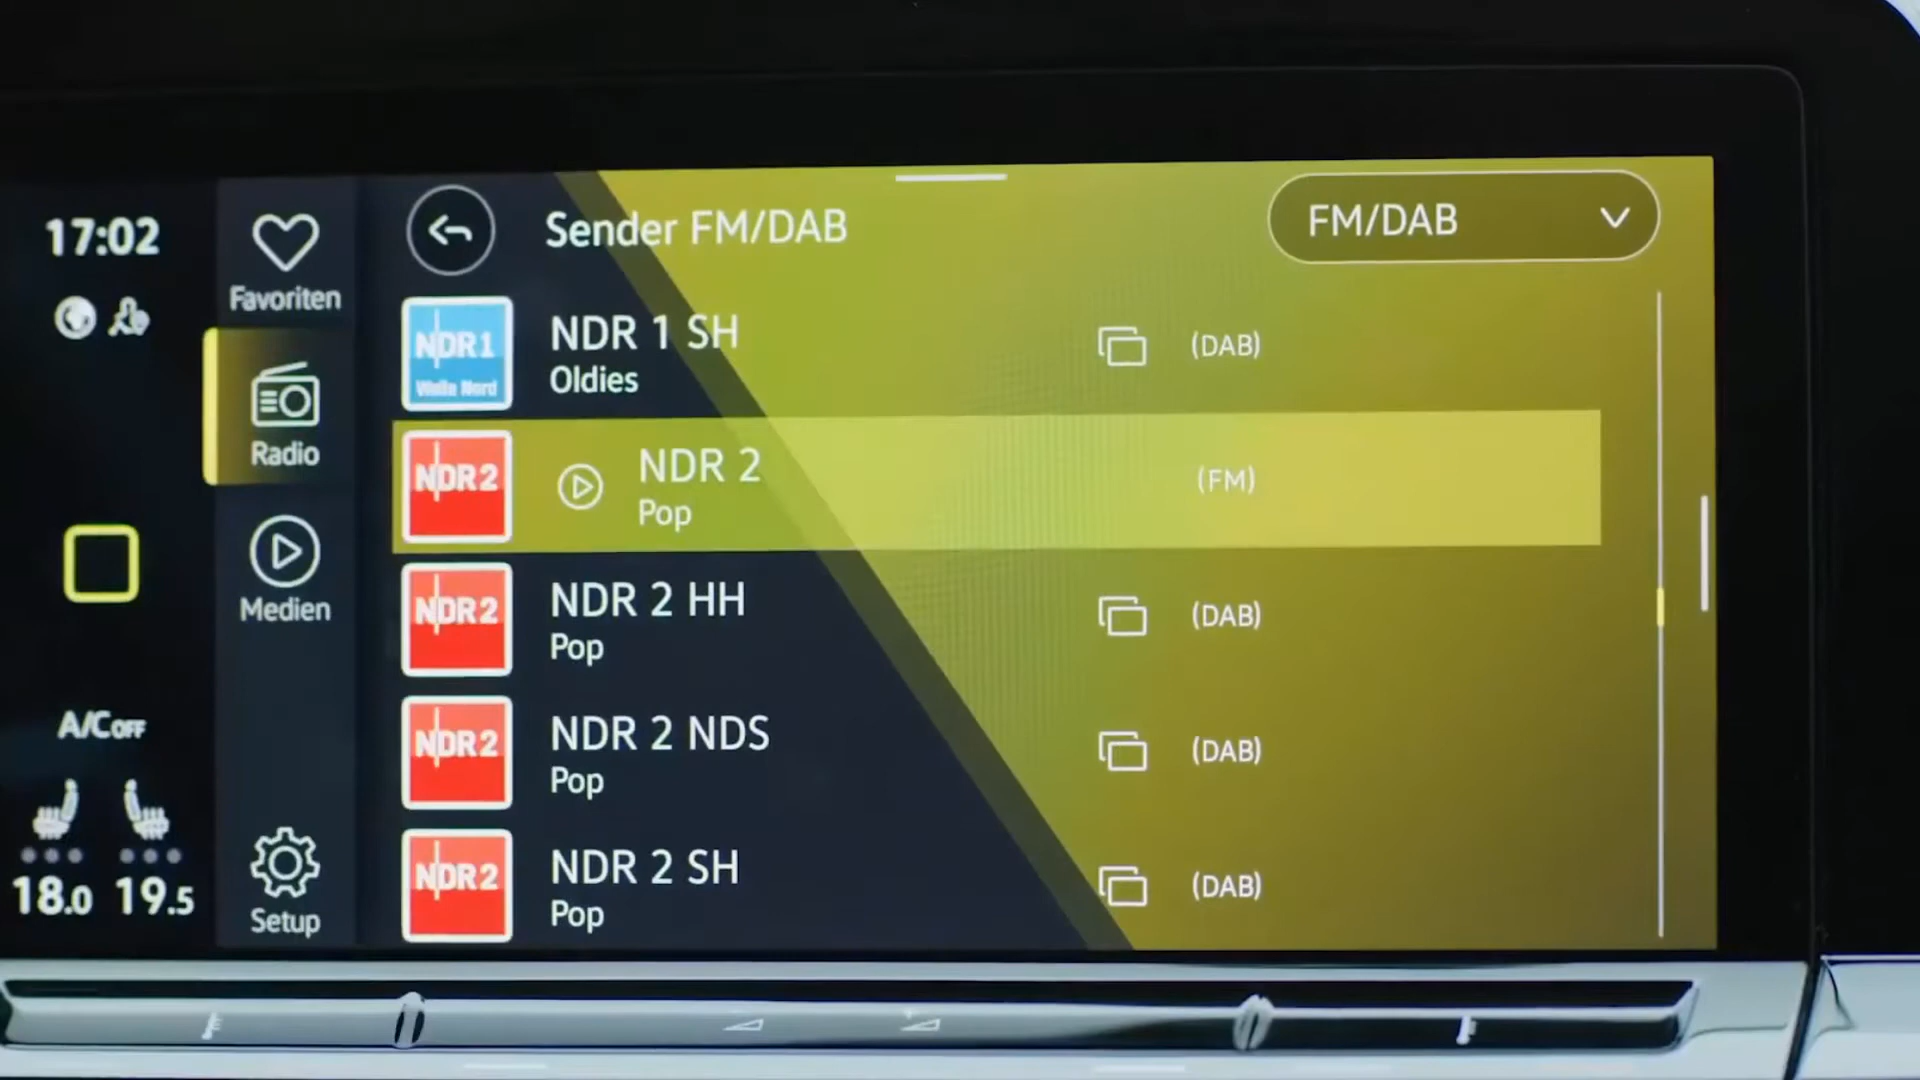 17:02
A/C OFF
18.0 19.5
Favoriten
Radio
Medien
Setup
Sender FM/DAB
FM/DAB
NDR1
Welle Nord
NDR 1 SH
Oldies
(DAB)
NDR2
NDR 2
Pop
(FM)
NDR2
NDR 2 HH
Pop
(DAB)
NDR2
NDR 2 NDS
Pop
(DAB)
NDR2
NDR 2 SH
Pop
(DAB)